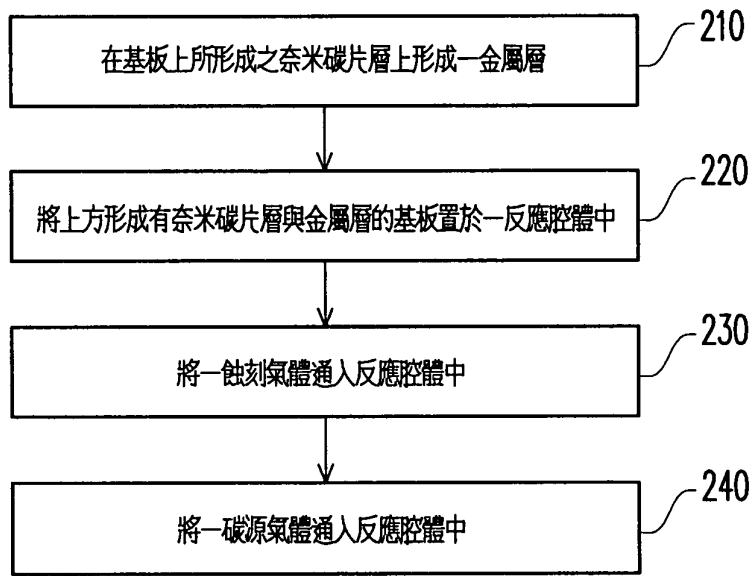 210
在基板上所形成之奈米碳片層上形成一金屬層
220
將上方形成有奈米碳片層與金屬層的基板置於一反應腔體中
230
將一蝕刻氣體通入反應腔體中
240
將一碳源氣體通入反應腔體中